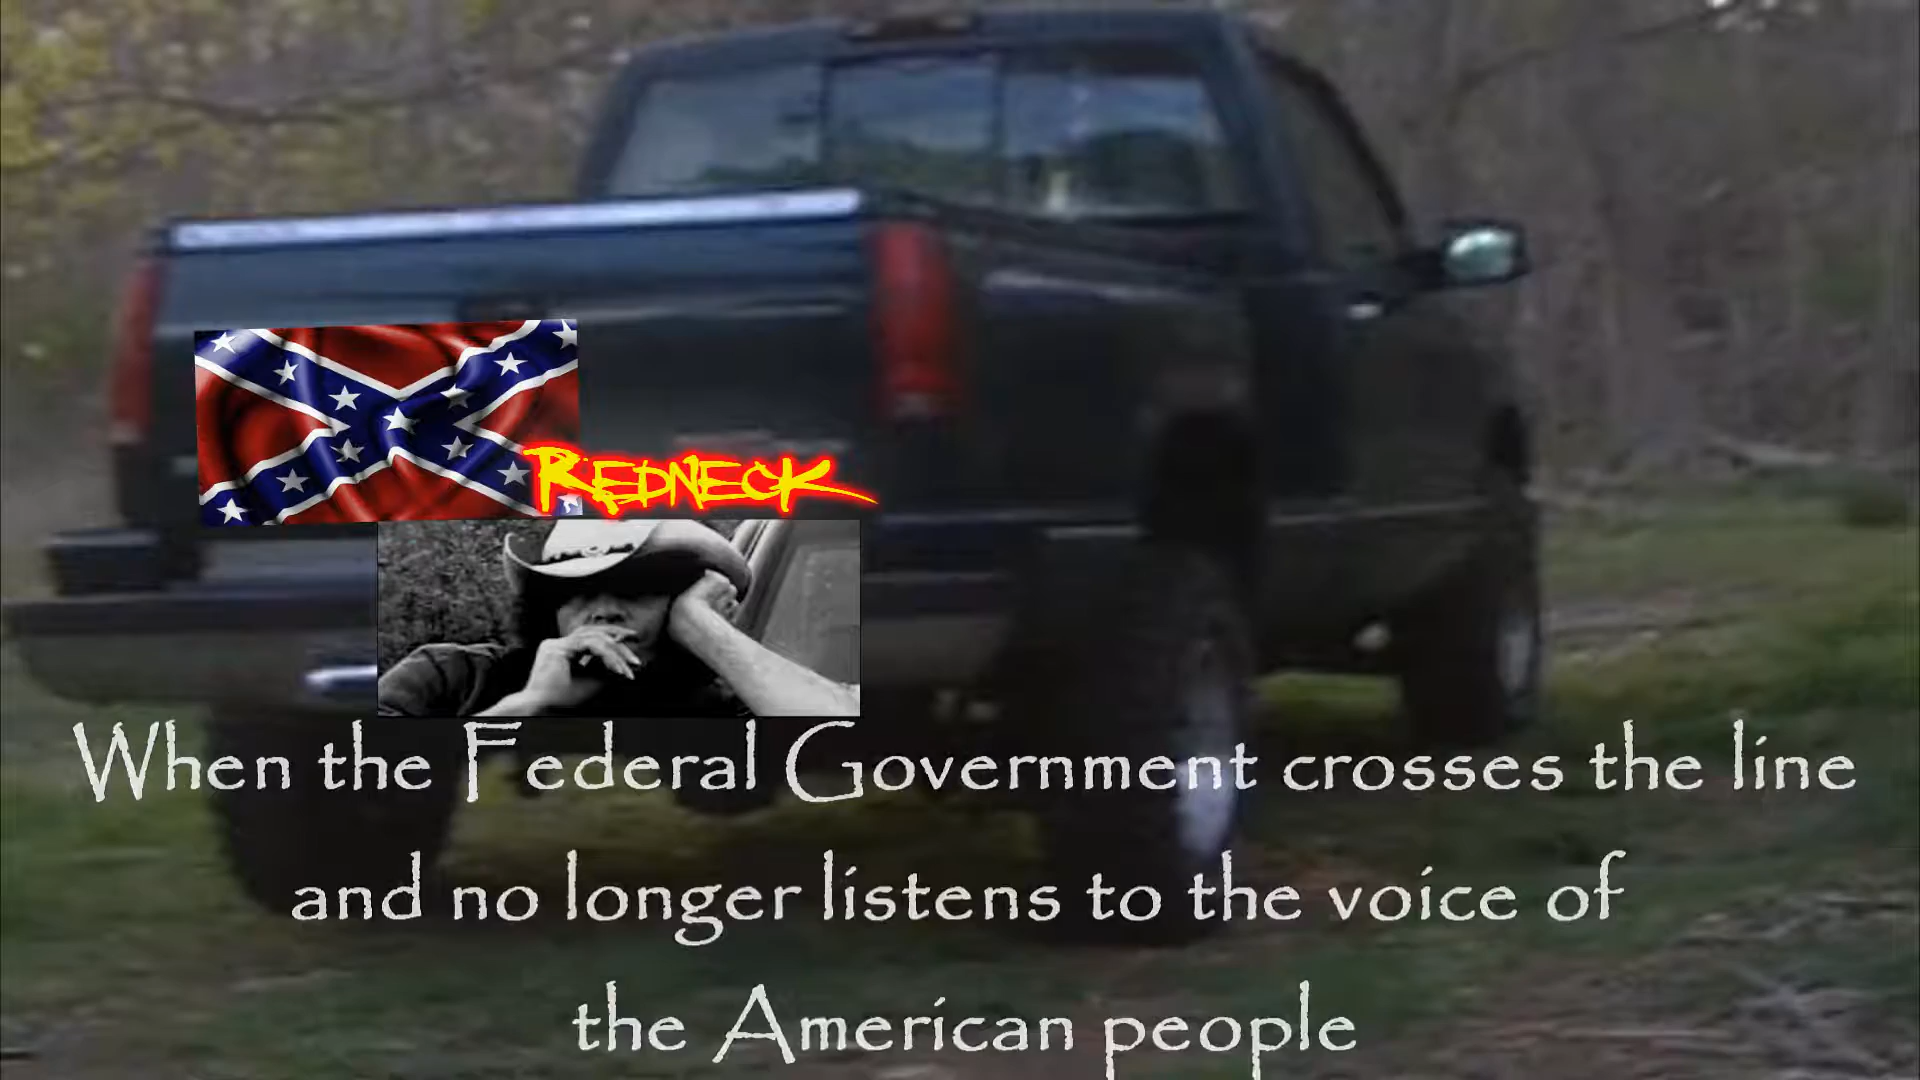 REDNECK
When the Federal Government crosses the line
and no longer listens to the voice of
the American people